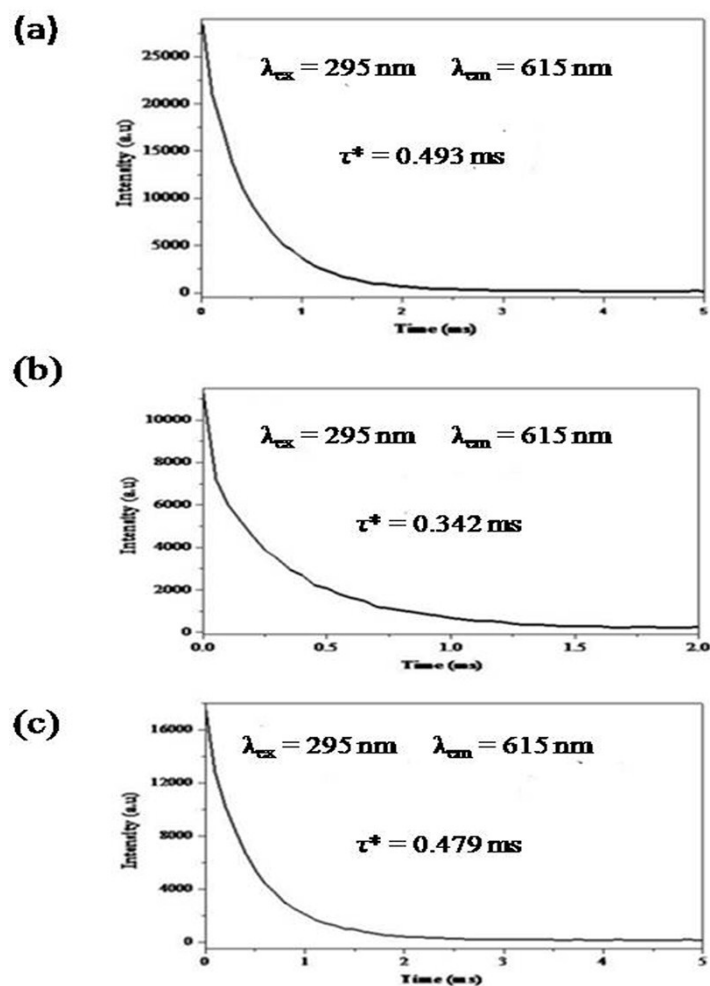 (a)
λex = 295 nm λem = 615 nm
τ* = 0.493 ms
Intensity (a.u)
25000
20000
15000
10000
5000
0
0 1 2 3 4 5
Time (ms)
(b)
λex = 295 nm λem = 615 nm
τ* = 0.342 ms
Intensity (a.u)
10000
8000
6000
4000
2000
0
0.0 0.5 1.0 1.5 2.0
Time (ms)
(c)
λex = 295 nm λem = 615 nm
τ* = 0.479 ms
Intensity (a.u)
16000
12000
8000
4000
0
0 1 2 3 4 5
Time (ms)